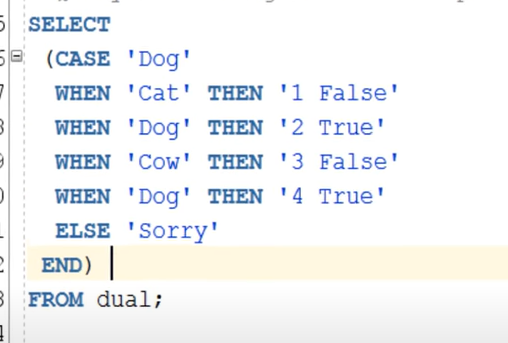 SELECT
(CASE 'Dog'
WHEN 'Cat' THEN '1 False'
WHEN 'Dog' THEN '2 True'
WHEN 'Cow' THEN '3 False'
WHEN 'Dog' THEN '4 True'
ELSE 'Sorry'
END)
FROM dual;